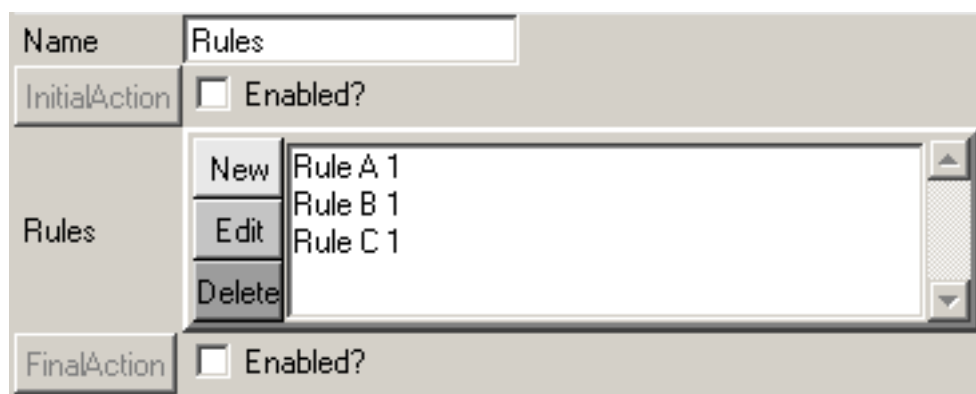 Name Rules
InitialAction Enabled?
Rules
New
Edit
Delete
Rule A 1
Rule B 1
Rule C 1
FinalAction Enabled?